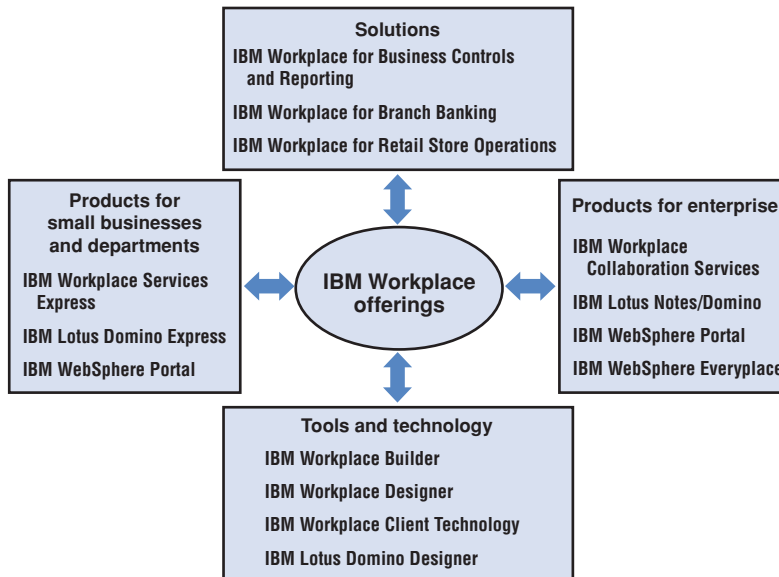 Solutions
IBM Workplace for Business Controls
and Reporting
IBM Workplace for Branch Banking
IBM Workplace for Retail Store Operations
Products for
small businesses
and departments
IBM Workplace Services
Express
IBM Lotus Domino Express
IBM WebSphere Portal
IBM Workplace
offerings
Products for enterprise
IBM Workplace
Collaboration Services
IBM Lotus Notes/Domino
IBM WebSphere Portal
IBM WebSphere Everyplace
Tools and technology
IBM Workplace Builder
IBM Workplace Designer
IBM Workplace Client Technology
IBM Lotus Domino Designer